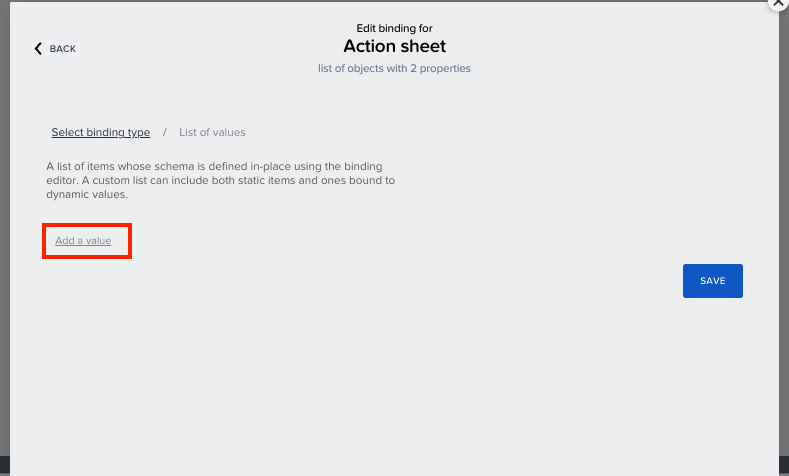 Edit binding for
Action sheet
BACK
list of objects with 2 properties
Select binding type / List of values
A list of items whose schema is defined in-place using the binding
editor. A custom list can include both static items and ones bound to
dynamic values.
Add a value
SAVE